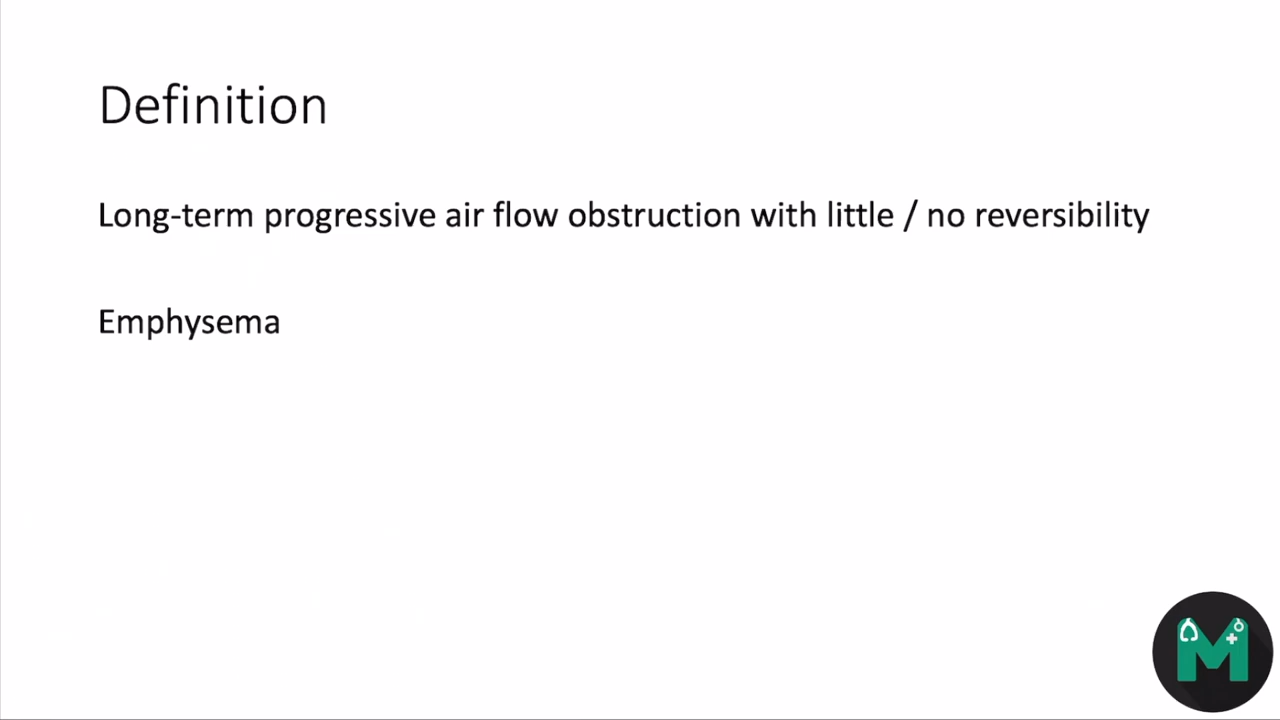 Definition
Long-term progressive air flow obstruction with little / no reversibility
Emphysema
M